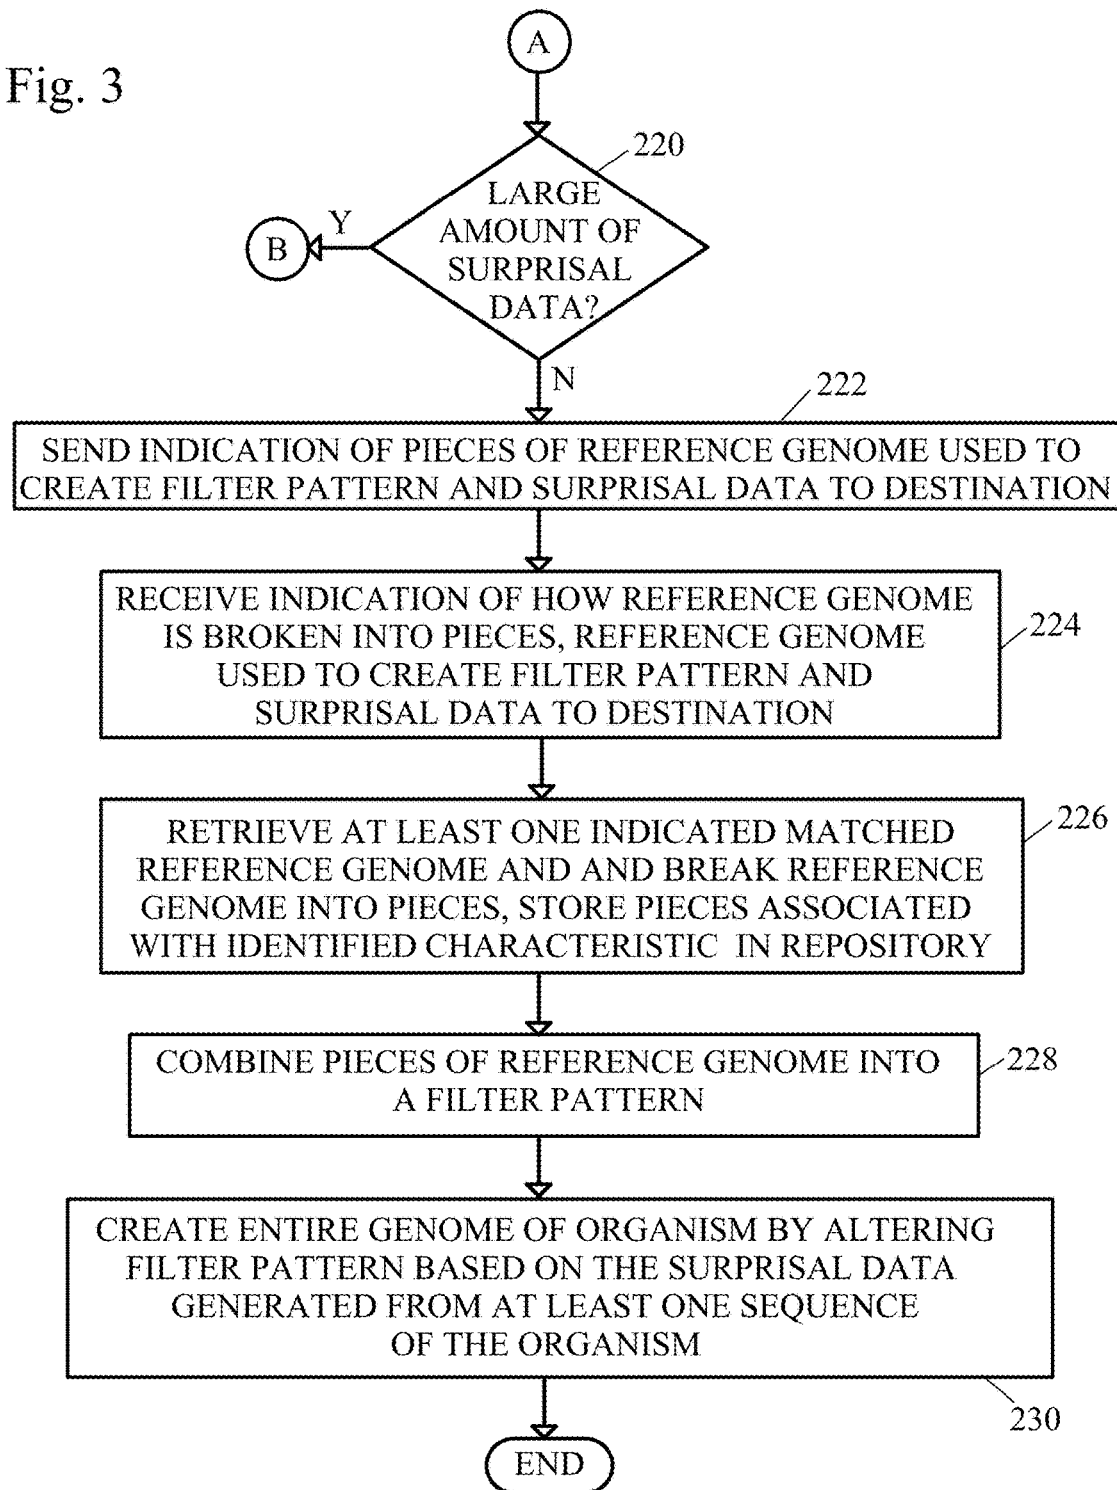 Fig. 3
A
220
LARGE
AMOUNT OF
SURPRISAL
DATA?
Y
B
N
222
SEND INDICATION OF PIECES OF REFERENCE GENOME USED TO
CREATE FILTER PATTERN AND SURPRISAL DATA TO DESTINATION
RECEIVE INDICATION OF HOW REFERENCE GENOME
IS BROKEN INTO PIECES, REFERENCE GENOME
USED TO CREATE FILTER PATTERN AND
SURPRISAL DATA TO DESTINATION
224
RETRIEVE AT LEAST ONE INDICATED MATCHED
REFERENCE GENOME AND AND BREAK REFERENCE
GENOME INTO PIECES, STORE PIECES ASSOCIATED
WITH IDENTIFIED CHARACTERISTIC IN REPOSITORY
226
COMBINE PIECES OF REFERENCE GENOME INTO
A FILTER PATTERN
228
CREATE ENTIRE GENOME OF ORGANISM BY ALTERING
FILTER PATTERN BASED ON THE SURPRISAL DATA
GENERATED FROM AT LEAST ONE SEQUENCE
OF THE ORGANISM
230
END